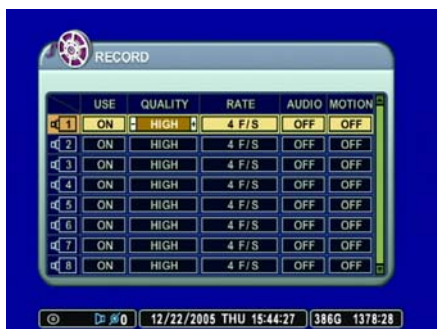 RECORD
USE QUALITY RATE AUDIO MOTION
1 ON HIGH 4 F/S OFF OFF
2 ON HIGH 4 F/S OFF OFF
3 ON HIGH 4 F/S OFF OFF
4 ON HIGH 4 F/S OFF OFF
5 ON HIGH 4 F/S OFF OFF
6 ON HIGH 4 F/S OFF OFF
7 ON HIGH 4 F/S OFF OFF
8 ON HIGH 4 F/S OFF OFF
0 12/22/2005 THU 15:44:27 386G 1378:28